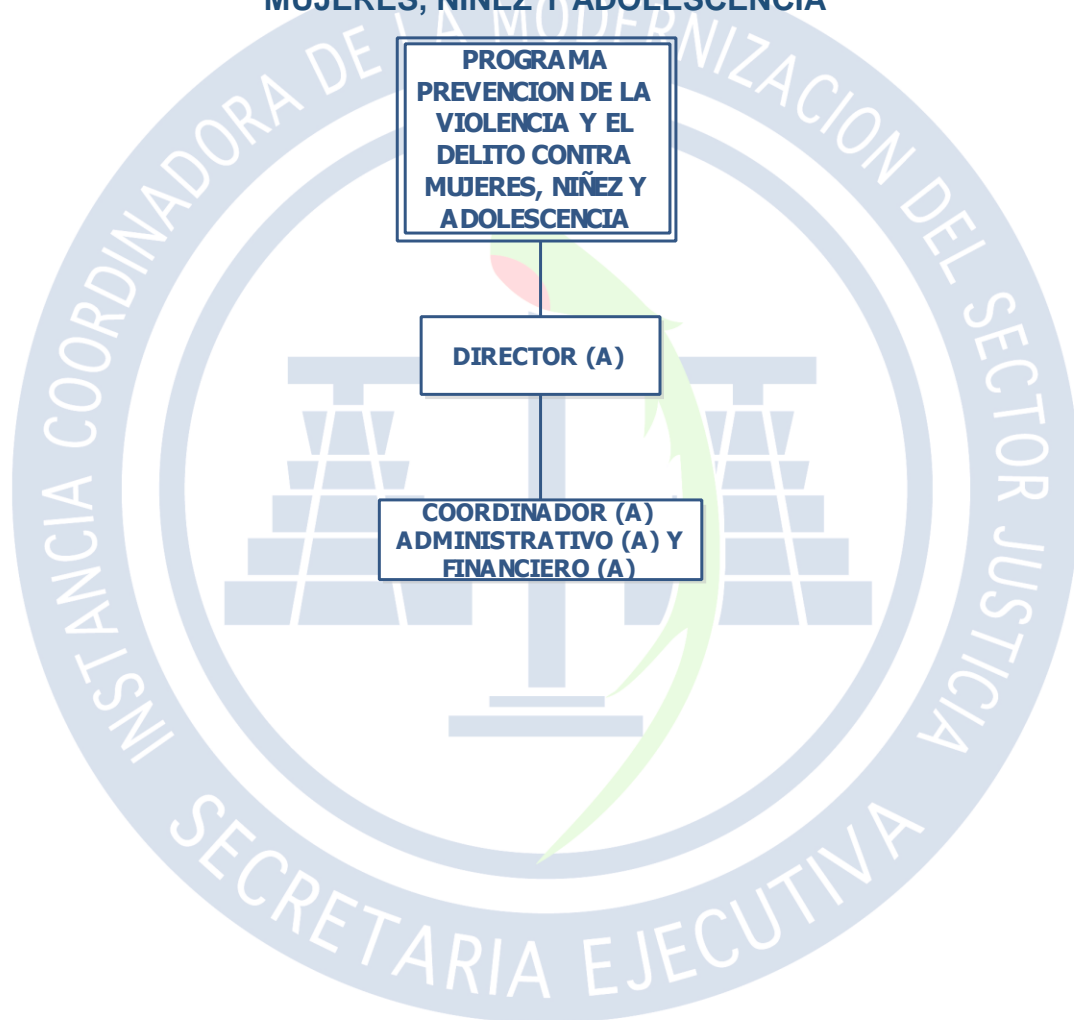 MUJERES, NIÑEZ Y ADOLESCENCIA
PROGRAMA
PREVENCION DE LA
VIOLENCIA Y EL
DELITO CONTRA
MUJERES, NIÑEZ Y
ADOLESCENCIA
DIRECTOR (A)
COORDINADOR (A)
ADMINISTRATIVO (A) Y
FINANCIERO (A)
INSTANCIA COORDINADORA DE LA MODERNIZACION DEL SECTOR JUSTICIA
SECRETARIA EJECUTIVA